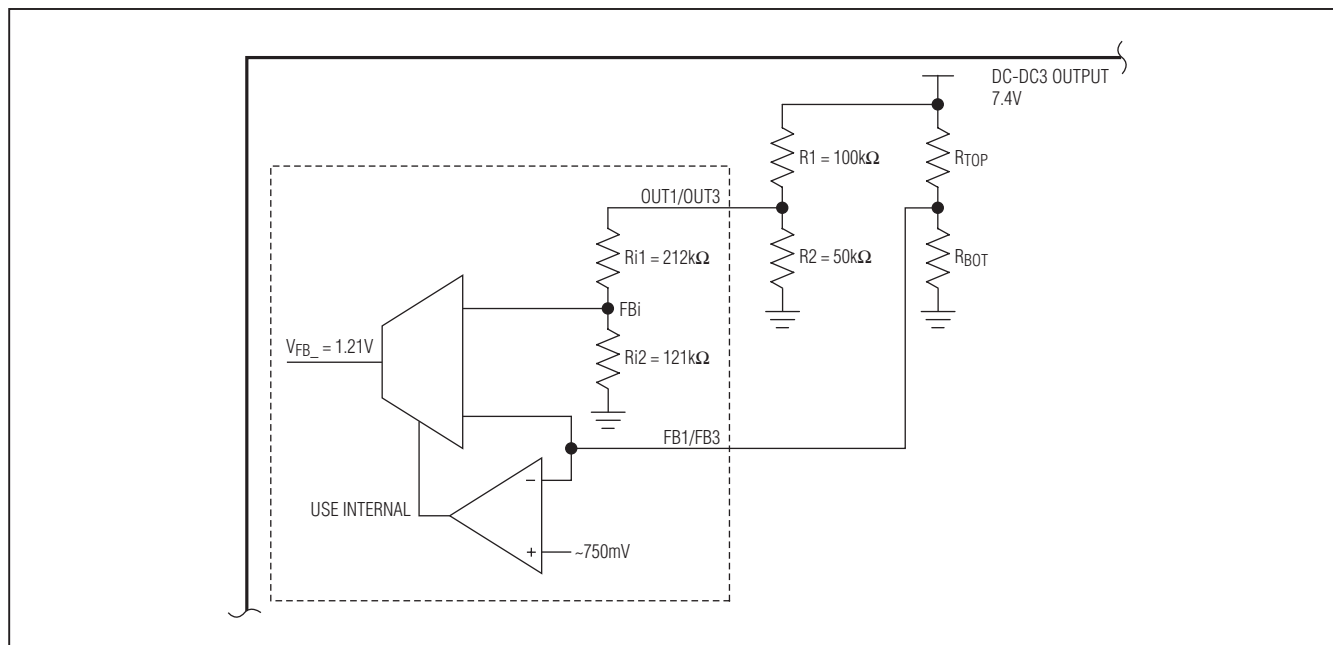 DC-DC3 OUTPUT
7.4V
R1 = 100kΩ
RTOP
OUT1/OUT3
Ri1 = 212kΩ
R2 = 50kΩ
RBOT
FBi
VFB_ = 1.21V
Ri2 = 121kΩ
FB1/FB3
−
USE INTERNAL
+
~750mV